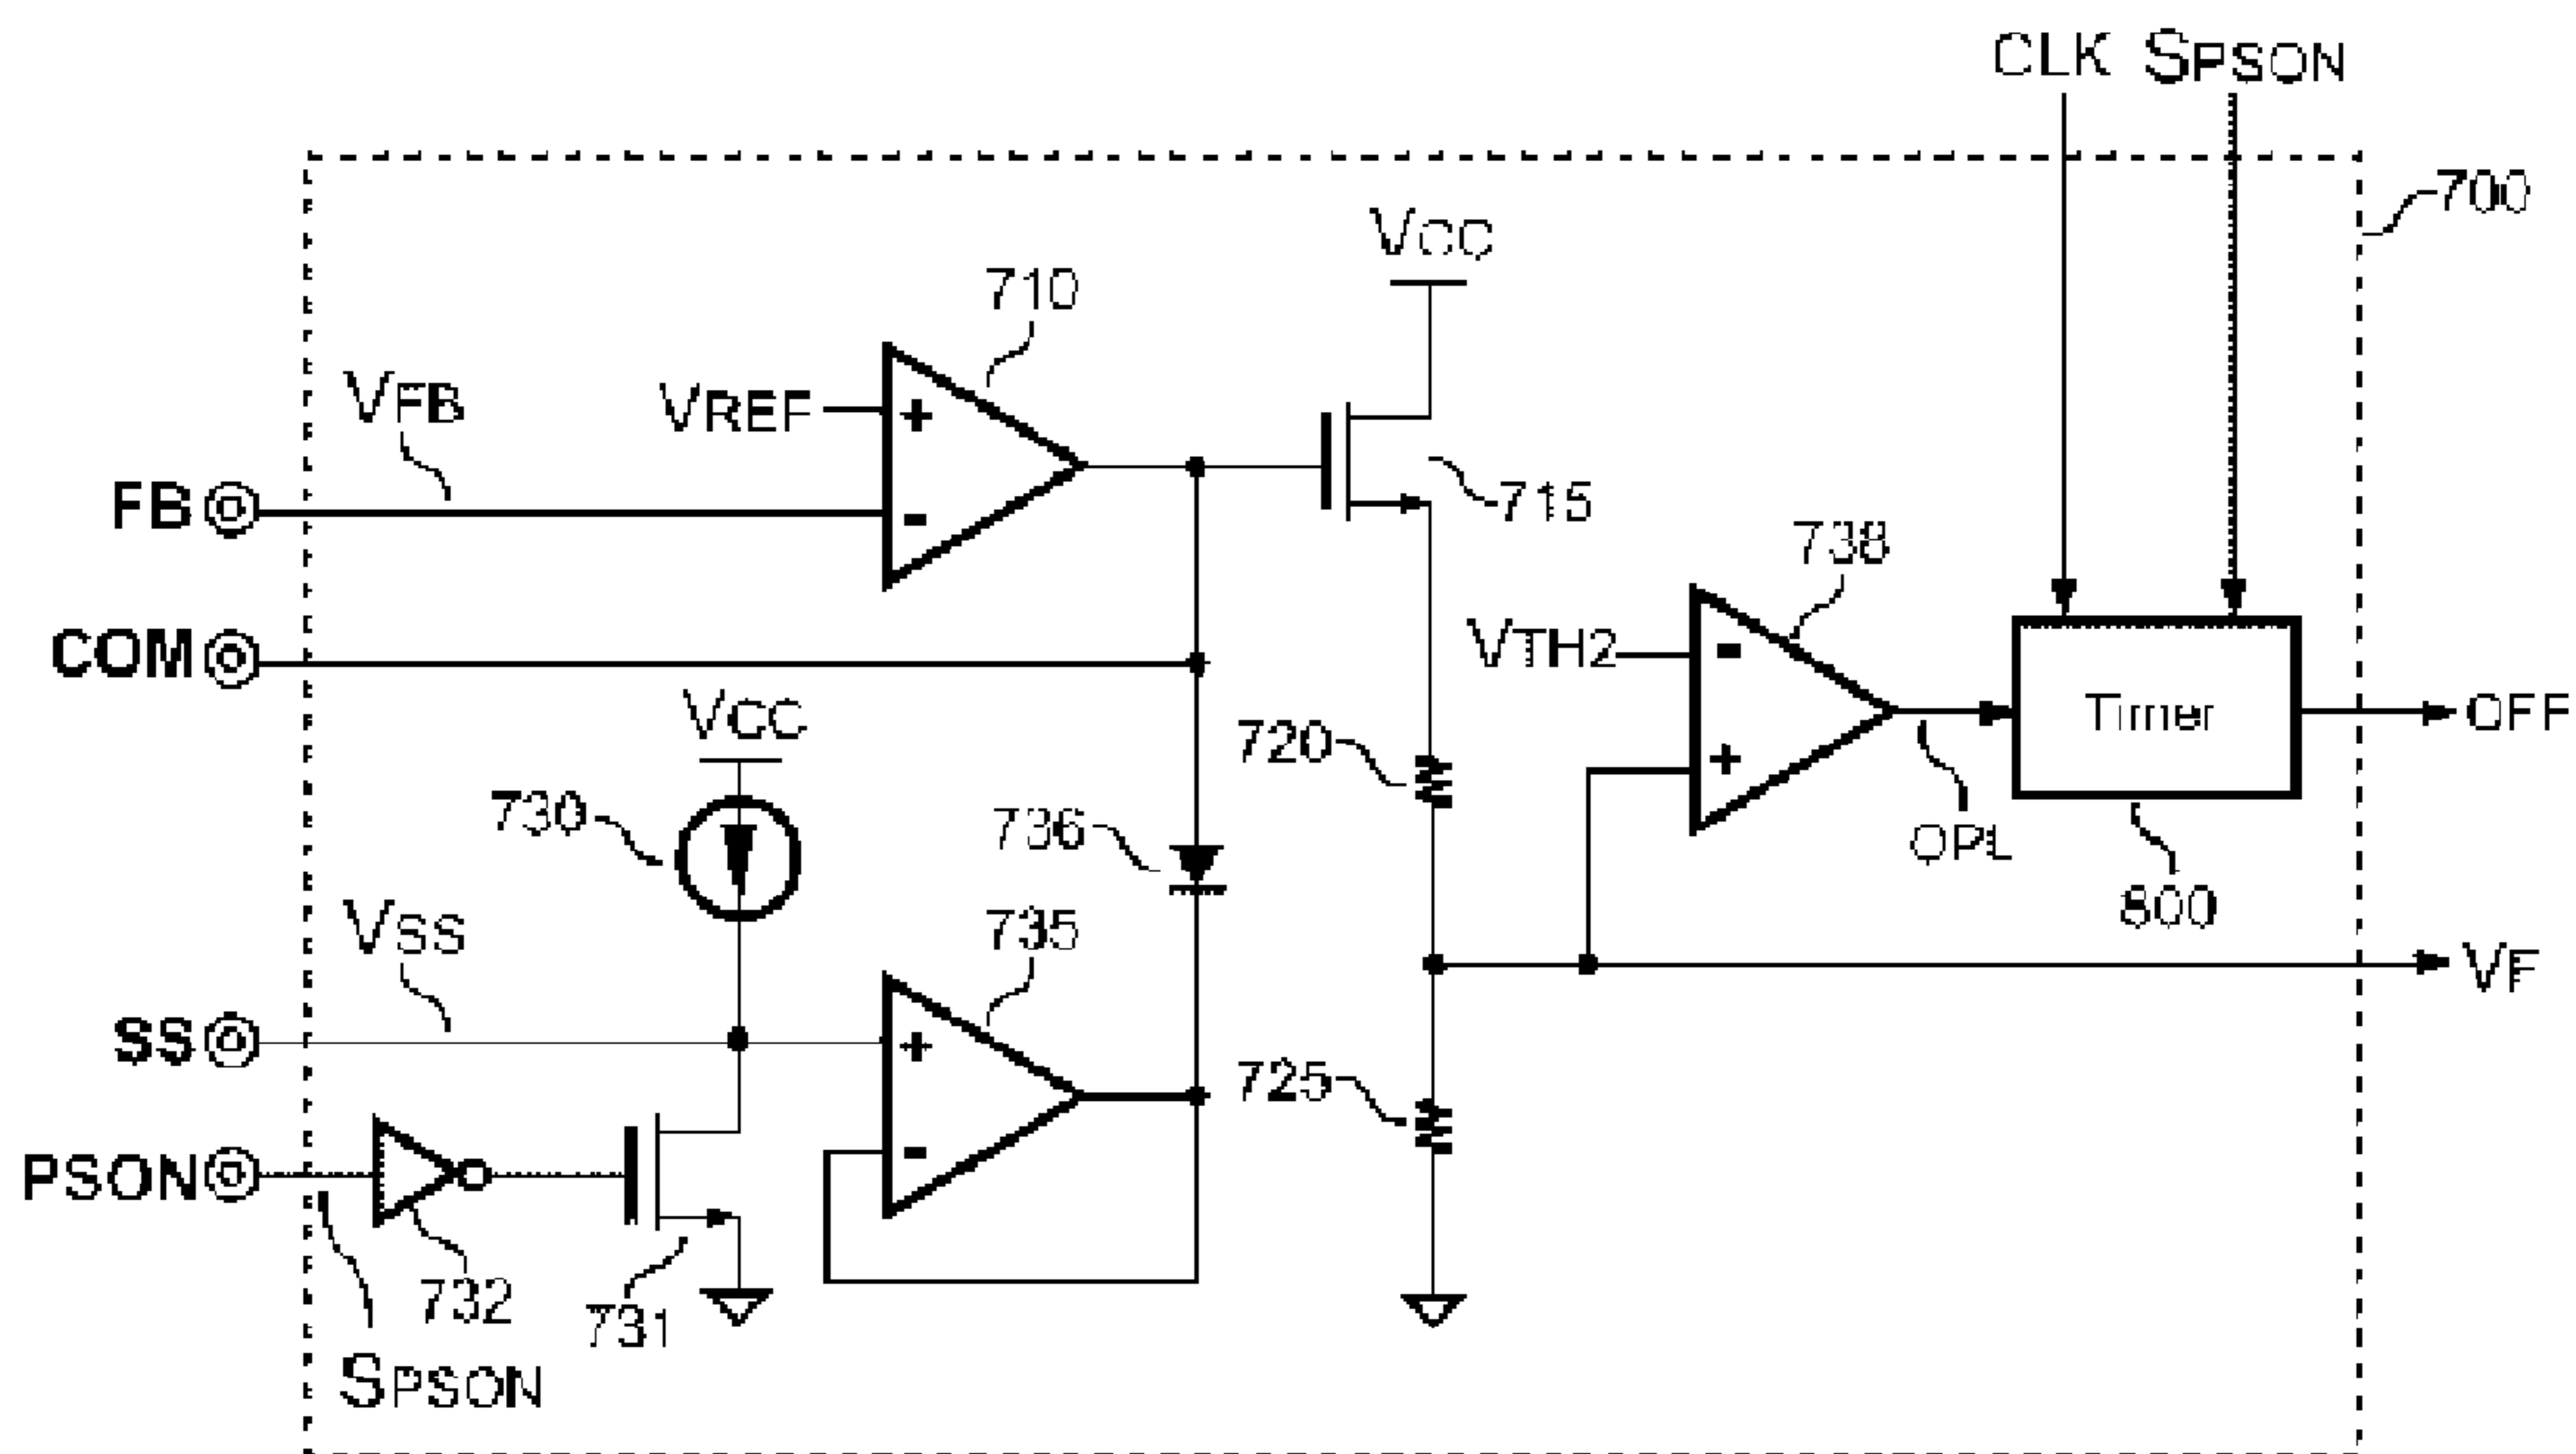 CLK SPSON
700
VCC
710
VFB
VREF
FB
715
738
COM
VTH2
VCC
720
Timer
OFF
730
736
OPL
800
VSS
735
VF
SS
725
PSON
732
731
SPSON